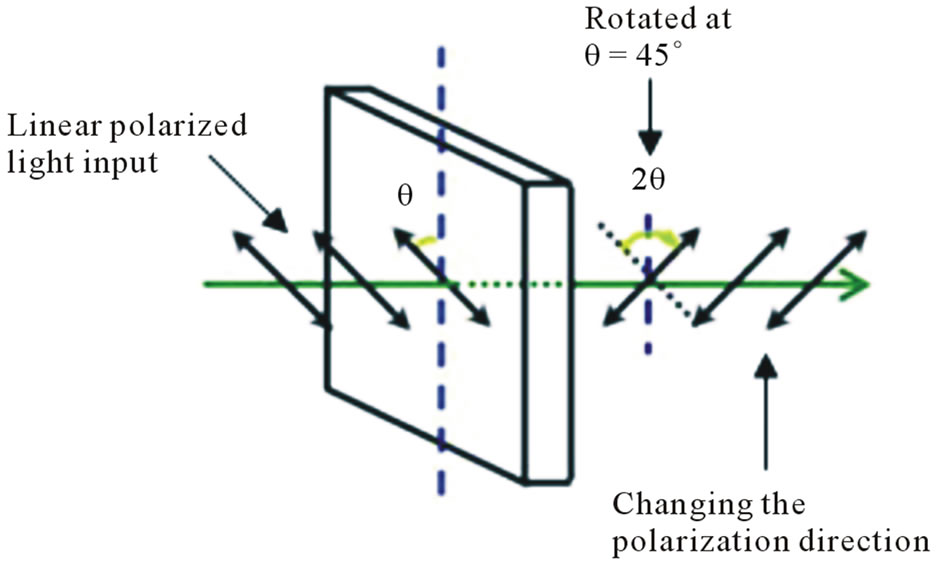 Rotated at
θ = 45°
Linear polarized
light input
θ
2θ
Changing the
polarization direction